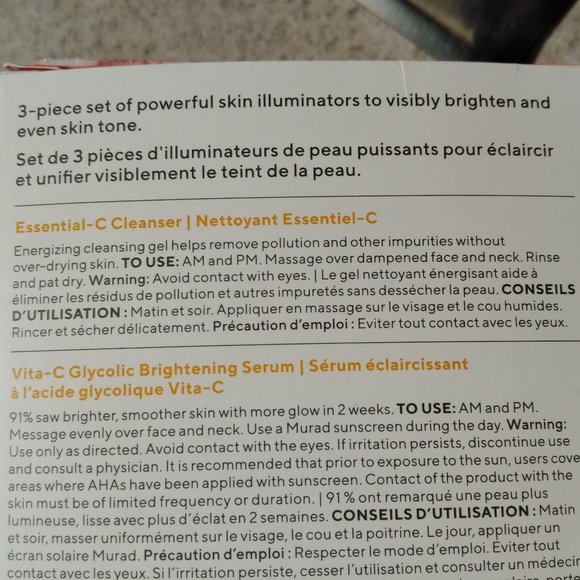 3-piece set of powerful skin illuminators to visibly brighten and
even skin tone.
Set de 3 pièces d'illuminateurs de peau puissants pour éclaircir
et unifier visiblement le teint de la peau.
Essential-C Cleanser | Nettoyant Essentiel-C
Energizing cleansing gel helps remove pollution and other impurities without
over-drying skin. TO USE: AM and PM. Massage over dampened face and neck. Rinse
and pat dry. Warning: Avoid contact with eyes. | Le gel nettoyant énergisant aide à
éliminer les résidus de pollution et autres impuretés sans dessécher la peau. CONSEILS
D'UTILISATION : Matin et soir. Appliquer en massage sur le visage et le cou humides.
Rincer et sécher délicatement. Précaution d'emploi : Eviter tout contact avec les yeux.
Vita-C Glycolic Brightening Serum | Sérum éclaircissant
à l'acide glycolique Vita-C
91% saw brighter, smoother skin with more glow in 2 weeks. TO USE: AM and PM.
Message evenly over face and neck. Use a Murad sunscreen during the day. Warning:
Use only as directed. Avoid contact with the eyes. If irritation persists, discontinue use
and consult a physician. It is recommended that prior to exposure to the sun, users cove
areas where AHAs have been applied with sunscreen. Contact of the product with the
skin must be of limited frequency or duration. | 91 % ont remarqué une peau plus
lumineuse, lisse avec plus d'éclat en 2 semaines. CONSEILS D'UTILISATION : Matin
et soir, masser uniformément sur le visage, le cou et la poitrine. Le jour, appliquer un
écran solaire Murad. Précaution d'emploi : Respecter le mode d'emploi. Éviter tout
contact avec les yeux. Si l'irritation persiste, cesser l'utilisation et consulter un médecin